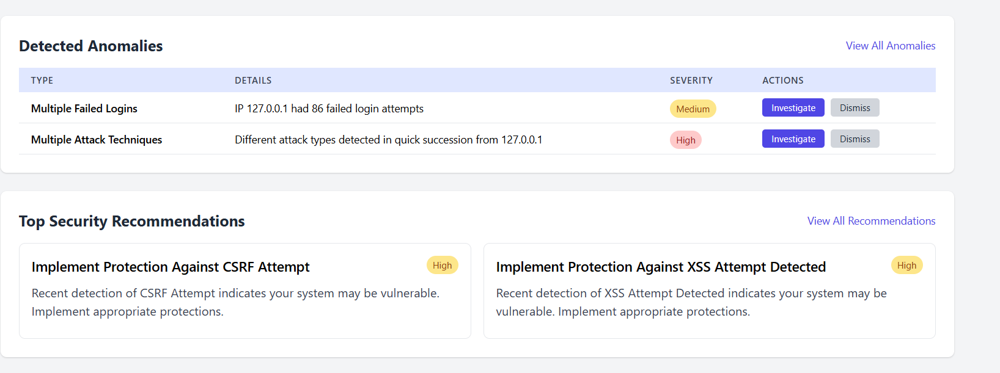 Detected Anomalies
View All Anomalies
TYPE DETAILS SEVERITY ACTIONS
Multiple Failed Logins IP 127.0.0.1 had 86 failed login attempts Medium Investigate Dismiss
Multiple Attack Techniques Different attack types detected in quick succession from 127.0.0.1 High Investigate Dismiss
Top Security Recommendations
View All Recommendations
Implement Protection Against CSRF Attempt
High
Recent detection of CSRF Attempt indicates your system may be vulnerable.
Implement appropriate protections.
Implement Protection Against XSS Attempt Detected
High
Recent detection of XSS Attempt Detected indicates your system may be
vulnerable. Implement appropriate protections.